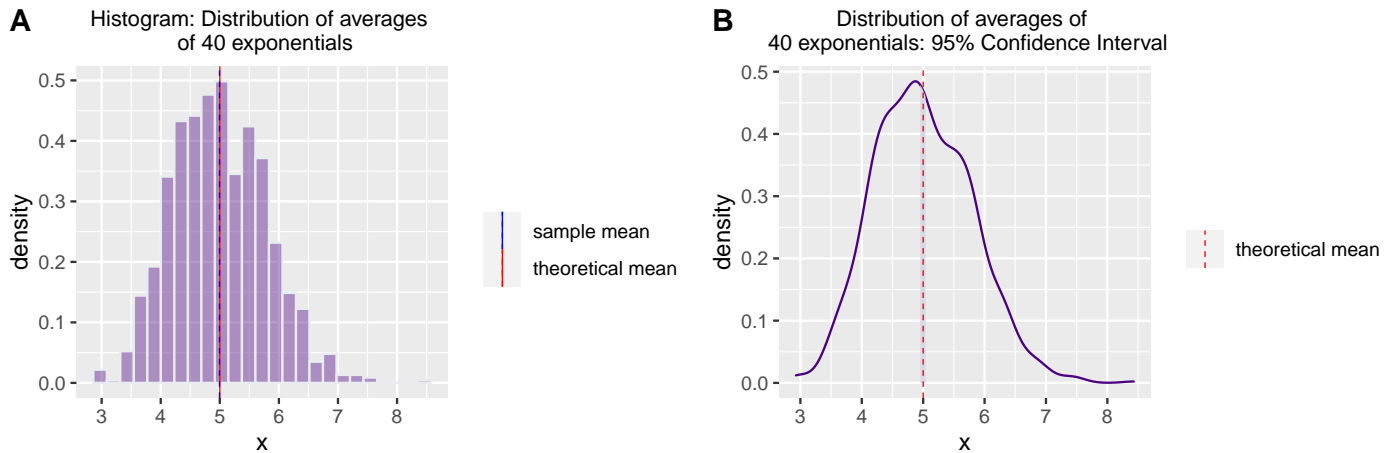 A
Histogram: Distribution of averages
of 40 exponentials
density
0.5
0.4
0.3
0.2
0.1
0.0
3 4 5 6 7 8
x
sample mean
theoretical mean
B
Distribution of averages of
40 exponentials: 95% Confidence Interval
density
0.5
0.4
0.3
0.2
0.1
0.0
3 4 5 6 7 8
x
theoretical mean